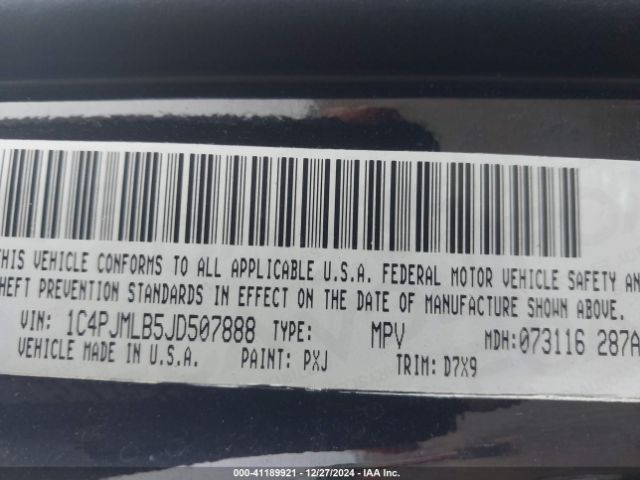 THIS VEHICLE CONFORMS TO ALL APPLICABLE U.S.A. FEDERAL MOTOR VEHICLE SAFETY AND
THEFT PREVENTION STANDARDS IN EFFECT ON THE DATE OF MANUFACTURE SHOWN ABOVE.
VIN: 1C4PJMLB5JD507888 TYPE: MPV MDH: 073116 287A
VEHICLE MADE IN U.S.A. PAINT: PXJ TRIM: D7X9
000-41189921 - 12/27/2024 - IAA Inc.